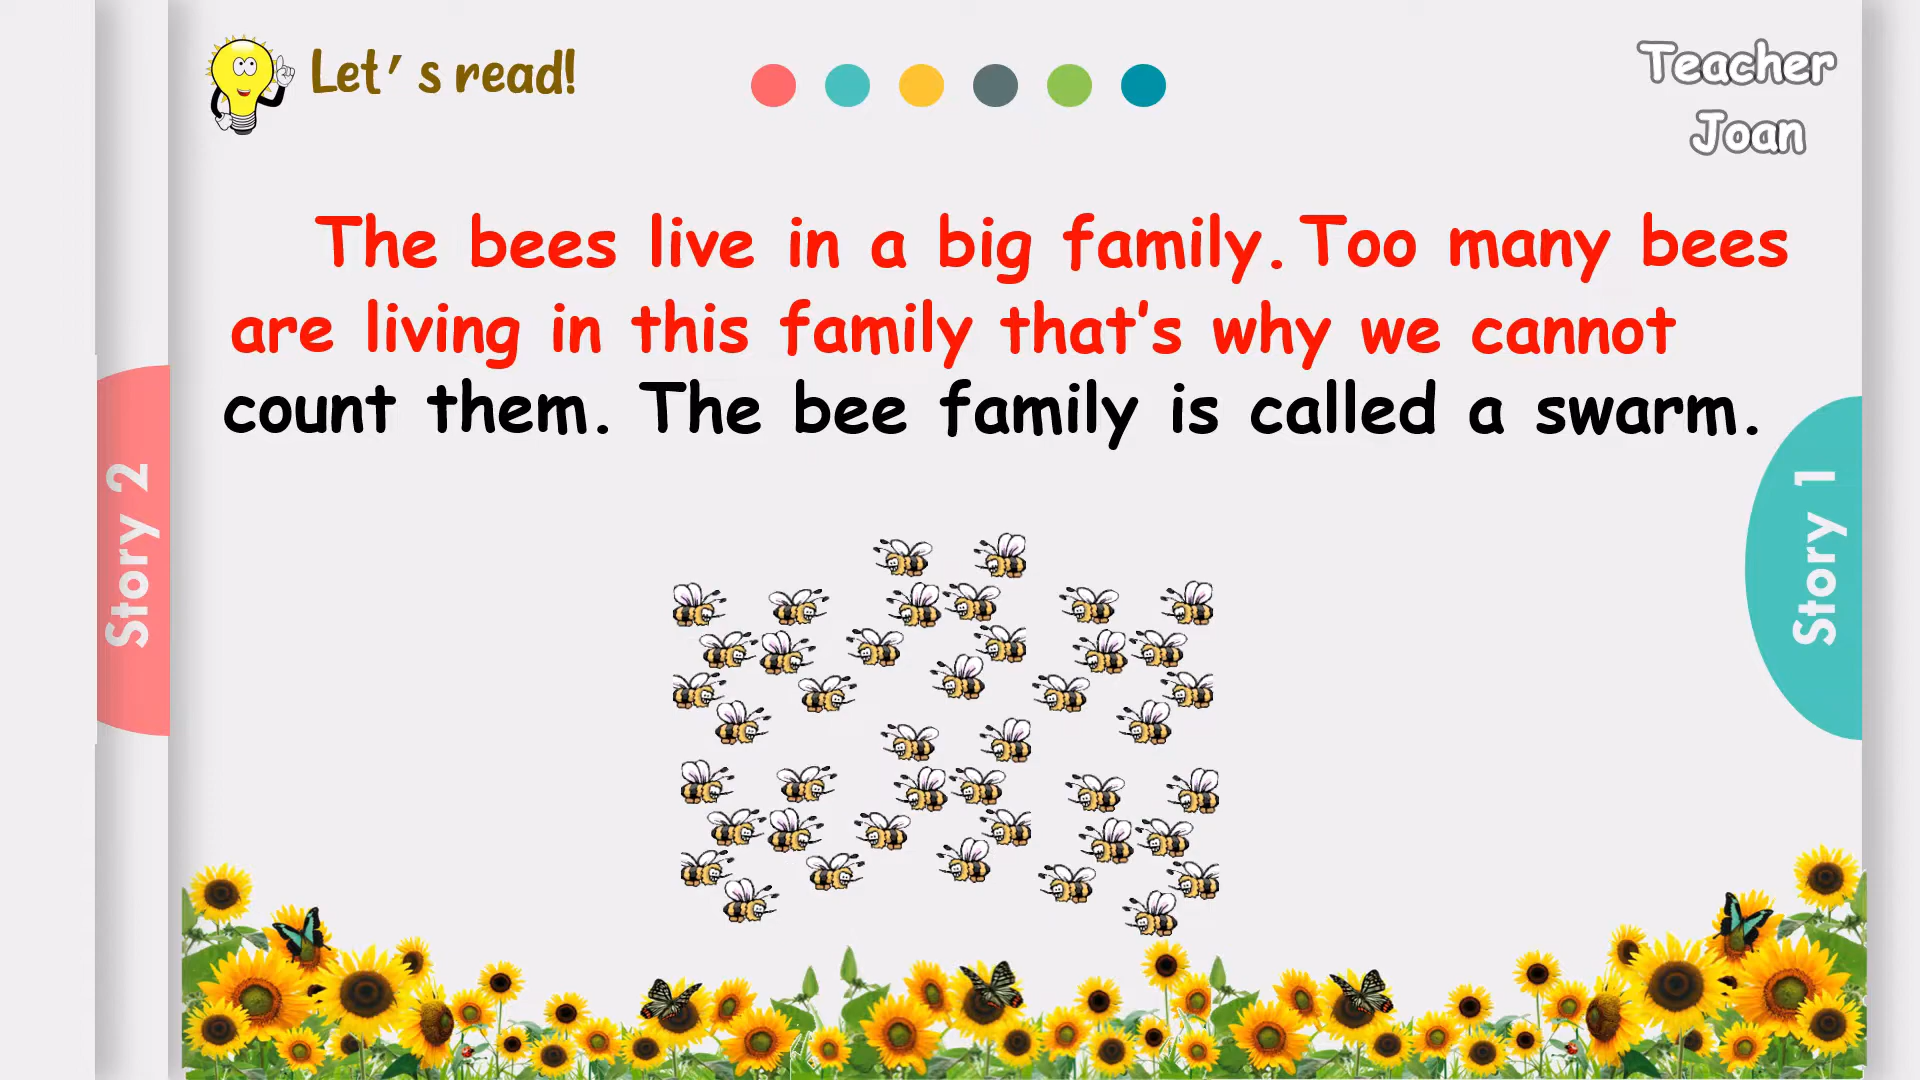 Let's read!
Teacher
Joan
The bees live in a big family. Too many bees
are living in this family that's why we cannot
count them. The bee family is called a swarm.
Story 2
Story 1